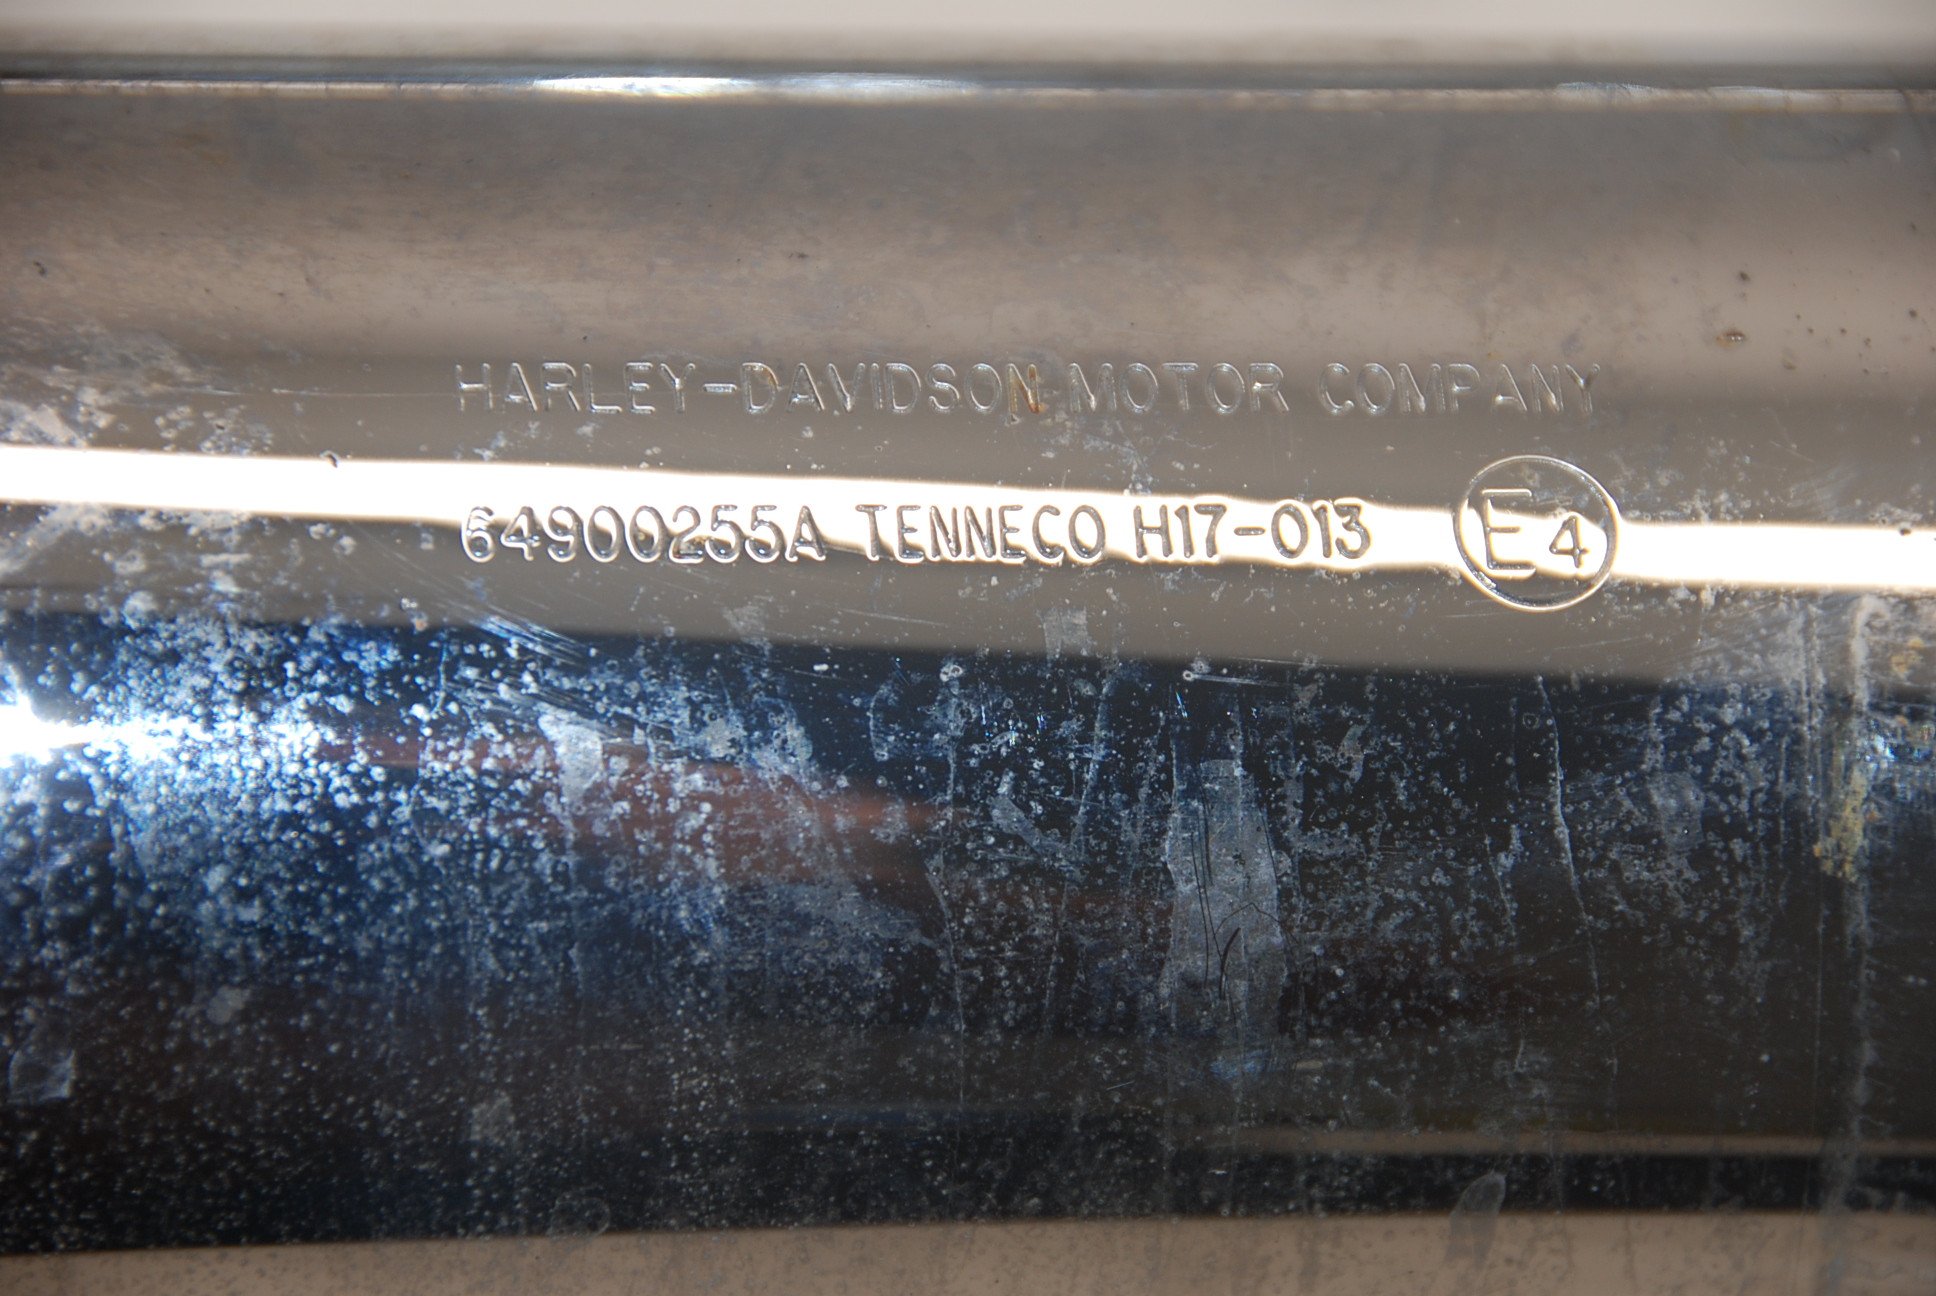 HARLEY-DAVIDSON MOTOR COMPANY
64900255A TENNECO H17-013 E4